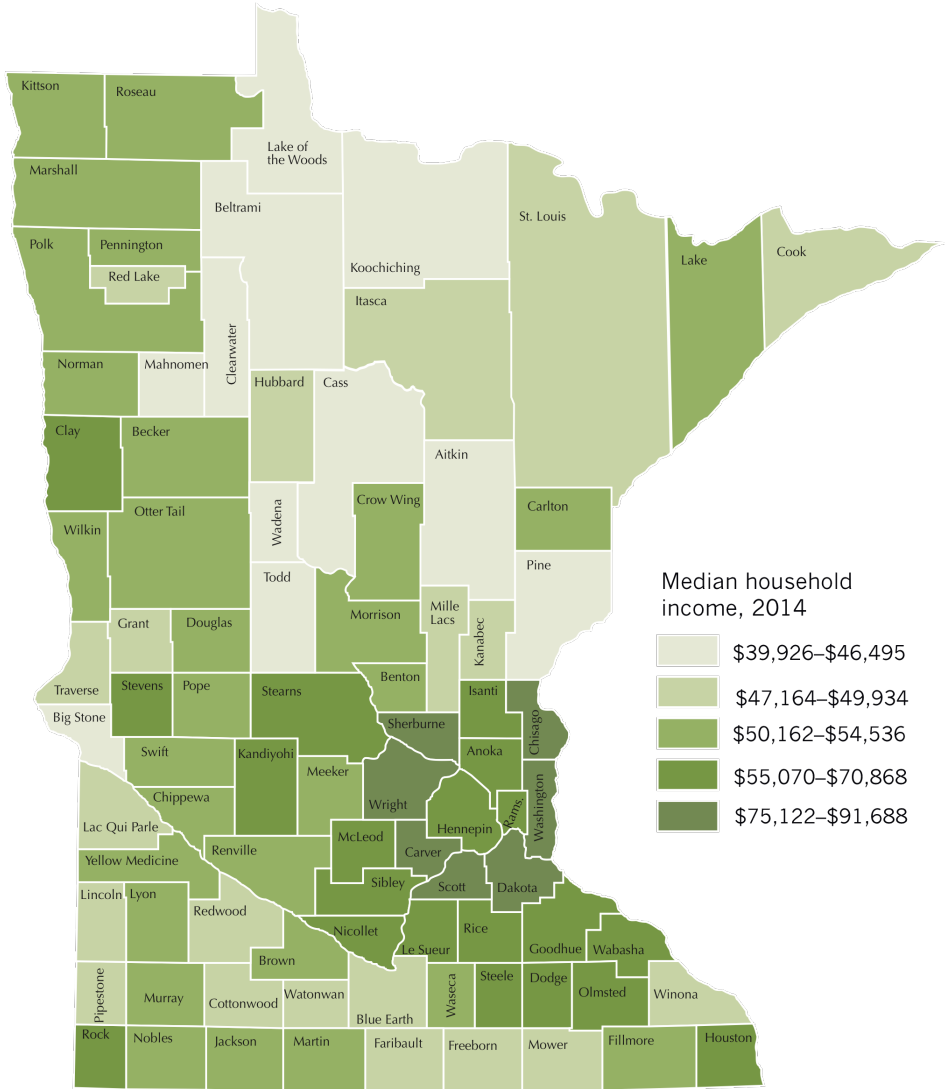 Kittson
Roseau
Lake of
the Woods
Marshall
Beltrami
St. Louis
Polk
Pennington
Koochiching
Lake
Cook
Red Lake
Itasca
Clearwater
Norman
Mahnomen
Hubbard
Cass
Clay
Becker
Aitkin
Crow Wing
Carlton
Otter Tail
Wadena
Wilkin
Pine
Todd
Median household
income, 2014
$39,926–$46,495
$47,164–$49,934
$50,162–$54,536
$55,070–$70,868
$75,122–$91,688
Grant
Douglas
Morrison
Mille
Lacs
Kanabec
Traverse
Stevens
Pope
Stearns
Benton
Isanti
Big Stone
Sherburne
Chisago
Swift
Kandiyohi
Anoka
Meeker
Chippewa
Wright
Washington
Rams.
Lac Qui Parle
Hennepin
McLeod
Renville
Carver
Yellow Medicine
Sibley
Scott
Dakota
Lincoln
Lyon
Redwood
Nicollet
Rice
Le Sueur
Goodhue
Wabasha
Brown
Pipestone
Murray
Cottonwood
Watonwan
Blue Earth
Waseca
Steele
Dodge
Olmsted
Winona
Rock
Nobles
Jackson
Martin
Faribault
Freeborn
Mower
Fillmore
Houston